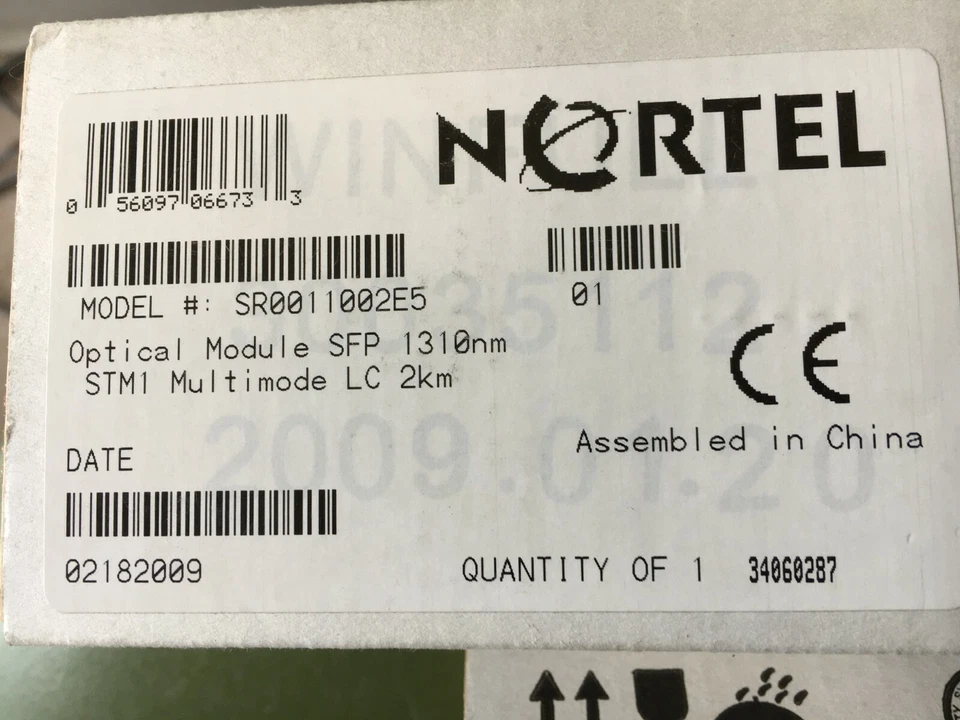 NORTEL
0 56097 06673 3
MODEL #: SR0011002E5
01
Optical Module SFP 1310nm
STM1 Multimode LC 2km
CE
Assembled in China
DATE
2009.01.20
02182009
QUANTITY OF 1 34060287